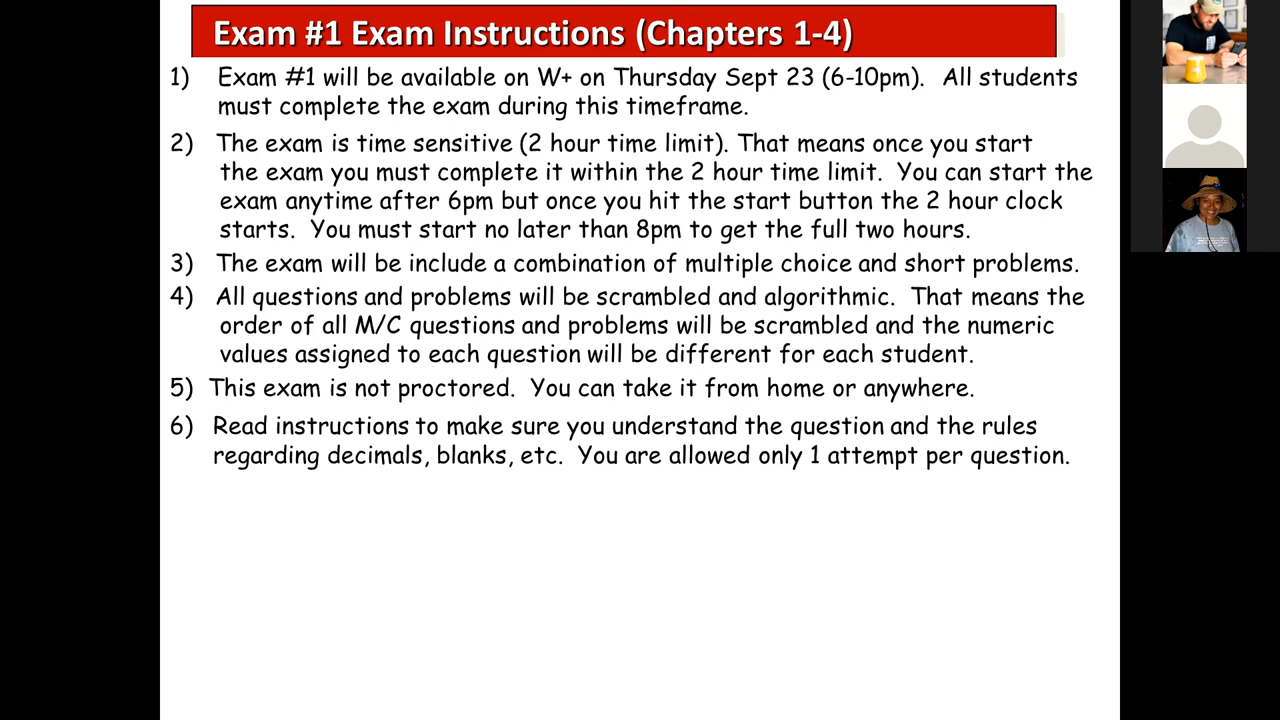 Exam #1 Exam Instructions (Chapters 1-4)
1) Exam #1 will be available on W+ on Thursday Sept 23 (6-10pm). All students
must complete the exam during this timeframe.
2) The exam is time sensitive (2 hour time limit). That means once you start
the exam you must complete it within the 2 hour time limit. You can start the
exam anytime after 6pm but once you hit the start button the 2 hour clock
starts. You must start no later than 8pm to get the full two hours.
3) The exam will be include a combination of multiple choice and short problems.
4) All questions and problems will be scrambled and algorithmic. That means the
order of all M/C questions and problems will be scrambled and the numeric
values assigned to each question will be different for each student.
5) This exam is not proctored. You can take it from home or anywhere.
6) Read instructions to make sure you understand the question and the rules
regarding decimals, blanks, etc. You are allowed only 1 attempt per question.